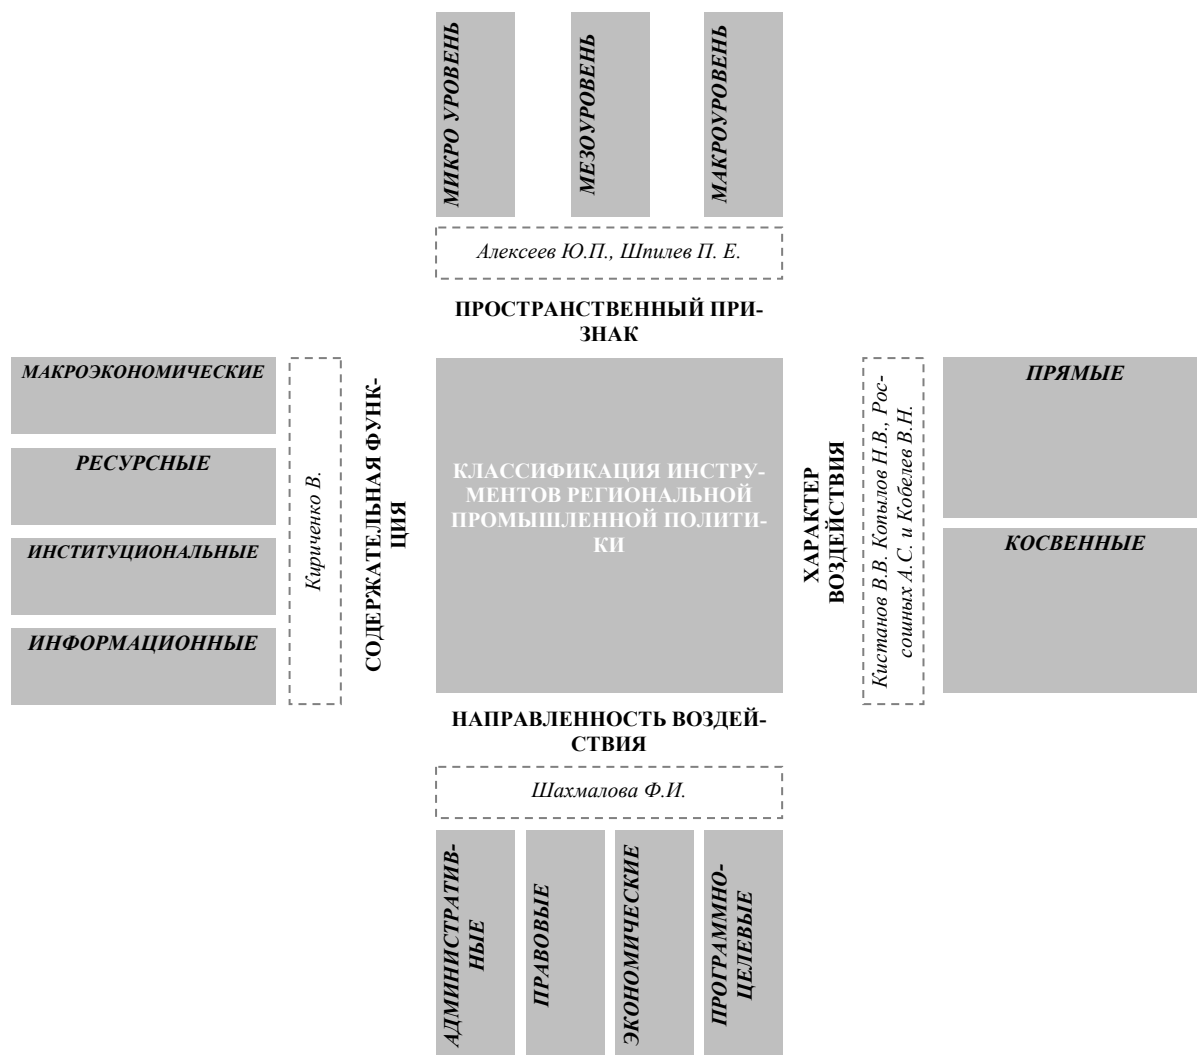 МИКРО УРОВЕНЬ
МЕЗОУРОВЕНЬ
МАКРОУРОВЕНЬ
Алексеев Ю.П., Шпилев П. Е.
ПРОСТРАНСТВЕННЫЙ ПРИ-
ЗНАК
МАКРОЭКОНОМИЧЕСКИЕ
РЕСУРСНЫЕ
ИНСТИТУЦИОНАЛЬНЫЕ
ИНФОРМАЦИОННЫЕ
Кириченко В.
СОДЕРЖАТЕЛЬНАЯ ФУНК-
ЦИЯ
КЛАССИФИКАЦИЯ ИНСТРУ-
МЕНТОВ РЕГИОНАЛЬНОЙ
ПРОМЫШЛЕННОЙ ПОЛИТИ-
КИ
ХАРАКТЕР
ВОЗДЕЙСТВИЯ
Кистанов В.В. Копылов Н.В., Рос-
сошных А.С. и Кобелев В.Н.
ПРЯМЫЕ
КОСВЕННЫЕ
НАПРАВЛЕННОСТЬ ВОЗДЕЙ-
СТВИЯ
Шахмалова Ф.И.
АДМИНИСТРАТИВ-
НЫЕ
ПРАВОВЫЕ
ЭКОНОМИЧЕСКИЕ
ПРОГРАММНО-
ЦЕЛЕВЫЕ